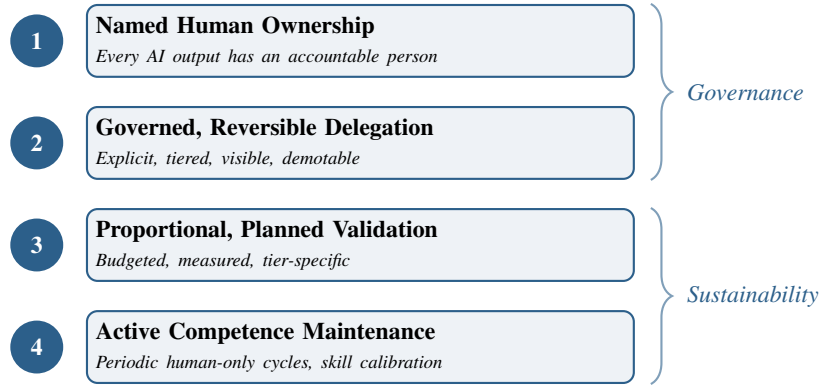 1
Named Human Ownership
Every AI output has an accountable person
2
Governed, Reversible Delegation
Explicit, tiered, visible, demotable
Governance
3
Proportional, Planned Validation
Budgeted, measured, tier-specific
4
Active Competence Maintenance
Periodic human-only cycles, skill calibration
Sustainability